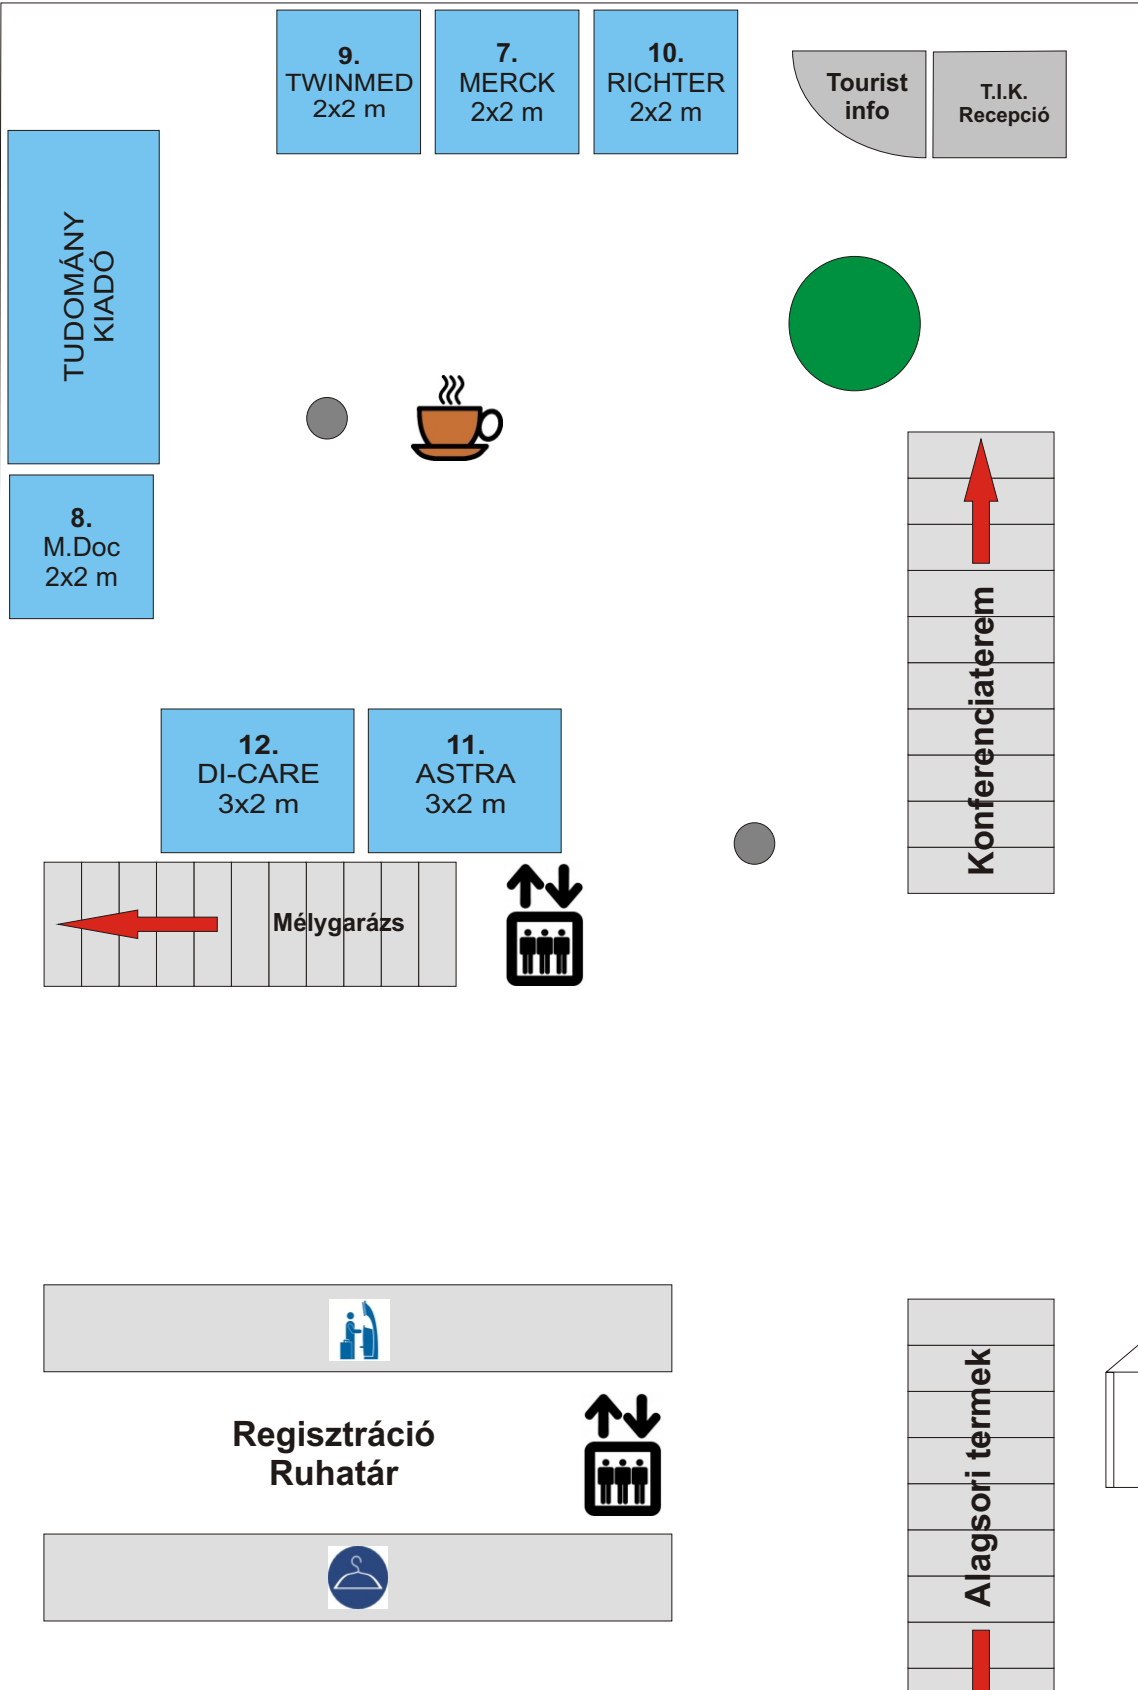 9.
TWINMED
2x2 m
7.
MERCK
2x2 m
10.
RICHTER
2x2 m
Tourist
info
T.I.K.
Recepció
TUDOMÁNY
KIADÓ
8.
M.Doc
2x2 m
Konferenciaterem
12.
DI-CARE
3x2 m
11.
ASTRA
3x2 m
Mélygarázs
Regisztráció
Ruhatár
Alagsori termek